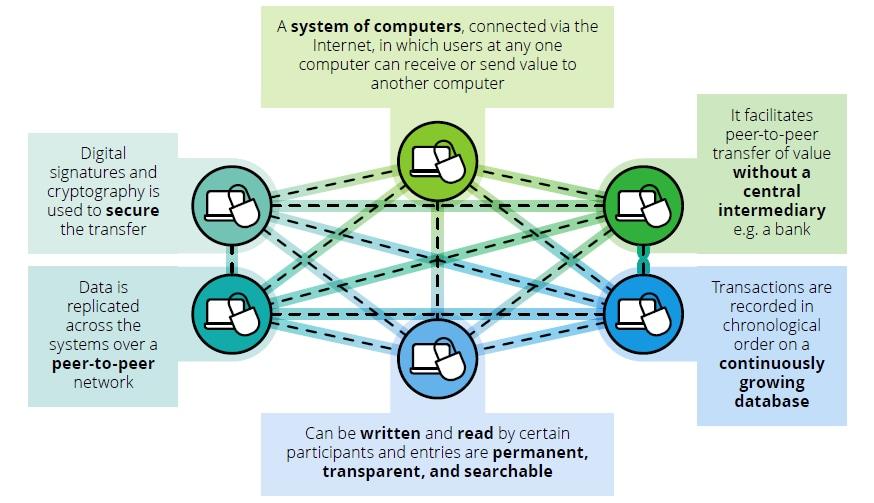 A system of computers, connected via the
Internet, in which users at any one
computer can receive or send value to
another computer
Digital
signatures and
cryptography is
used to secure
the transfer
It facilitates
peer-to-peer
transfer of value
without a
central
intermediary
e.g. a bank
Data is
replicated
across the
systems over a
peer-to-peer
network
Transactions are
recorded in
chronological
order on a
continuously
growing
database
Can be written and read by certain
participants and entries are permanent,
transparent, and searchable